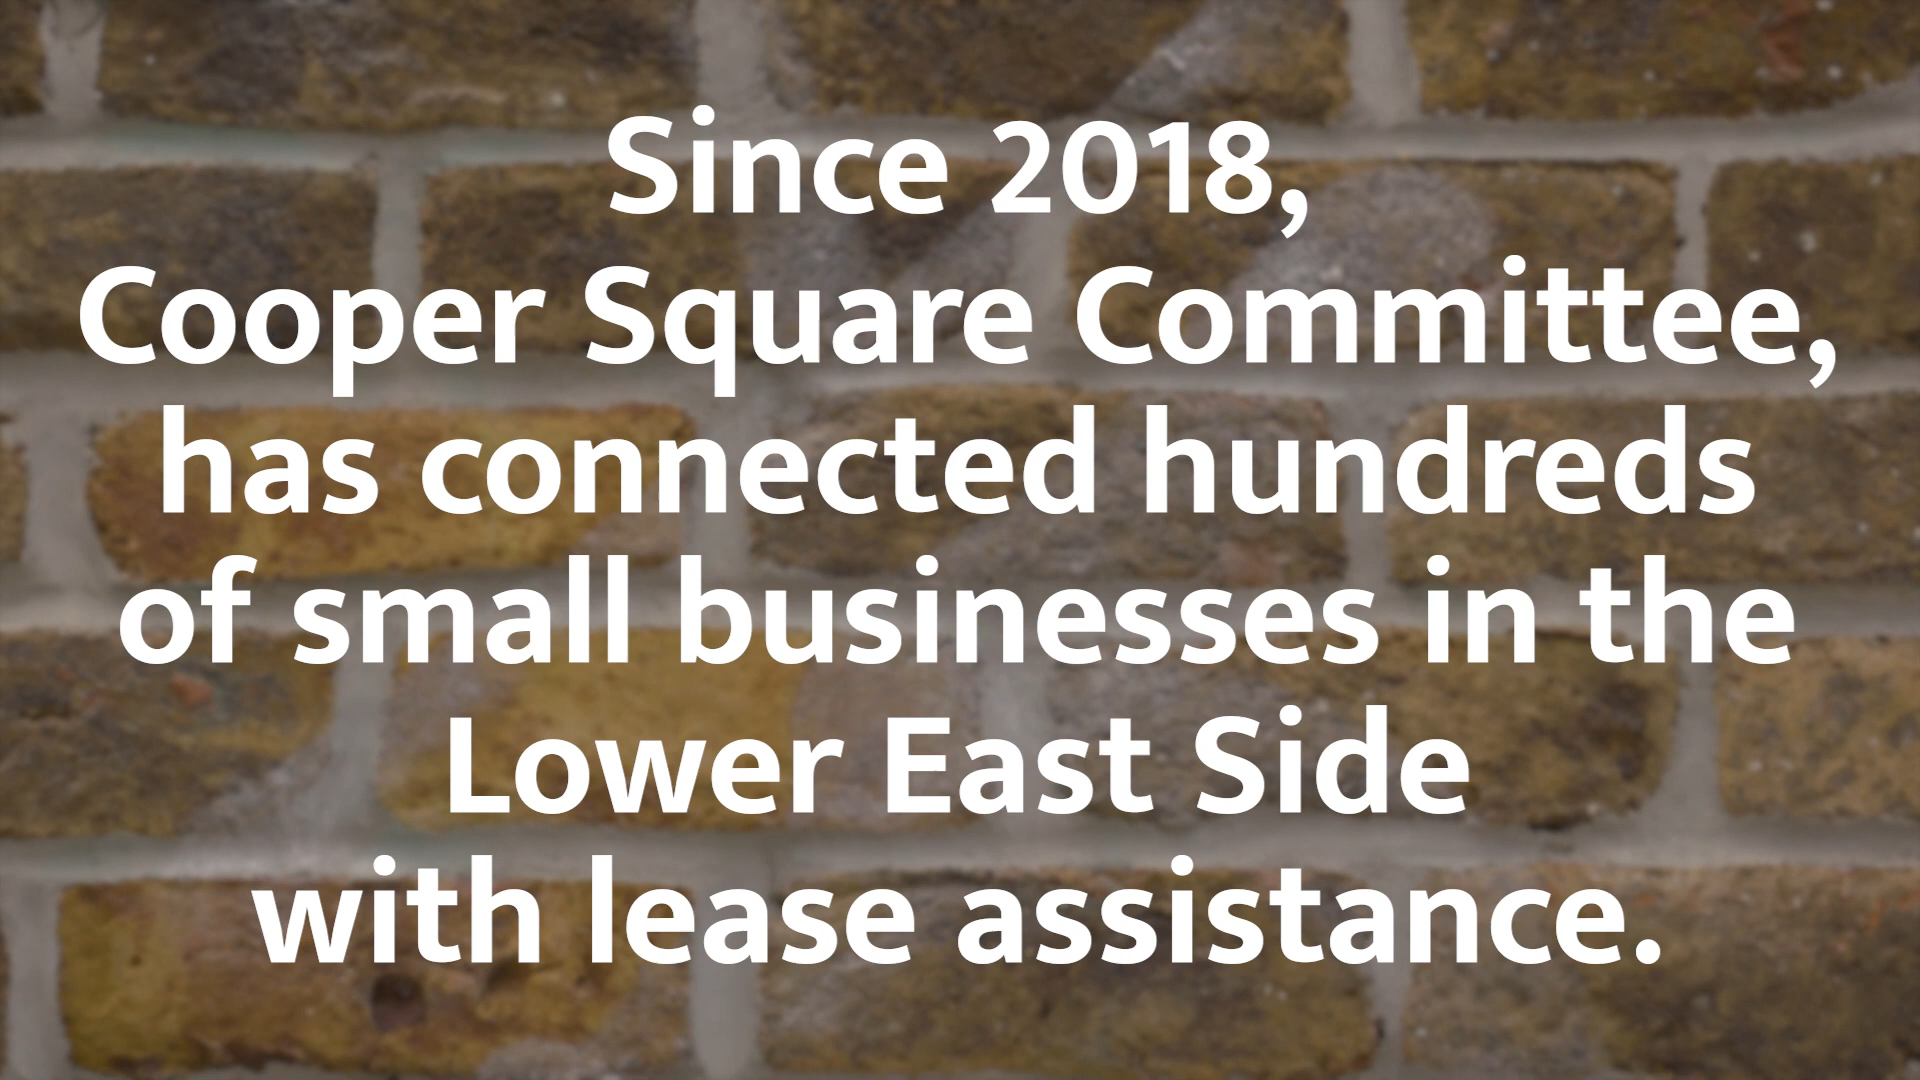 Since 2018,
Cooper Square Committee,
has connected hundreds
of small businesses in the
Lower East Side
with lease assistance.